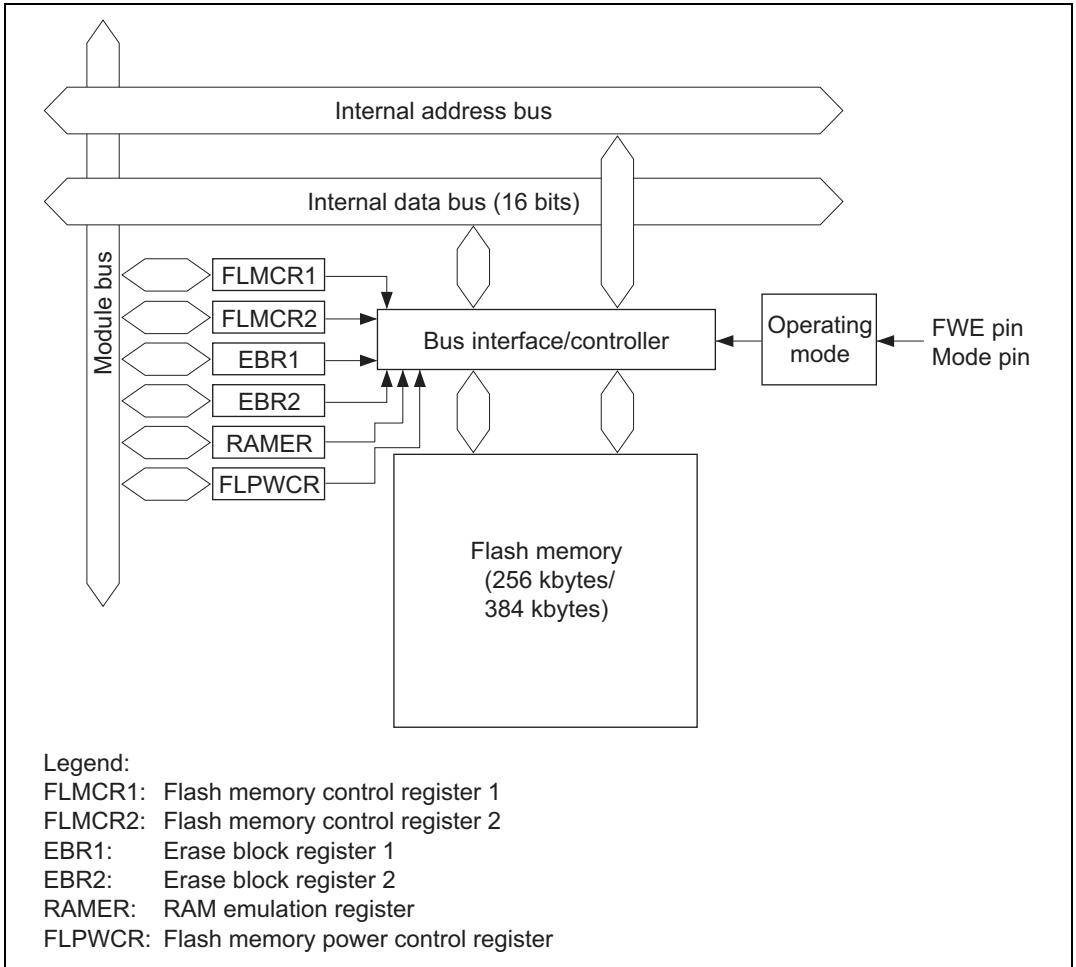 Internal address bus
Internal data bus (16 bits)
Module bus
FLMCR1
FLMCR2
EBR1
EBR2
RAMER
FLPWCR
Bus interface/controller
Operating
mode
FWE pin
Mode pin
Flash memory
(256 kbytes/
384 kbytes)
Legend:
FLMCR1: Flash memory control register 1
FLMCR2: Flash memory control register 2
EBR1: Erase block register 1
EBR2: Erase block register 2
RAMER: RAM emulation register
FLPWCR: Flash memory power control register